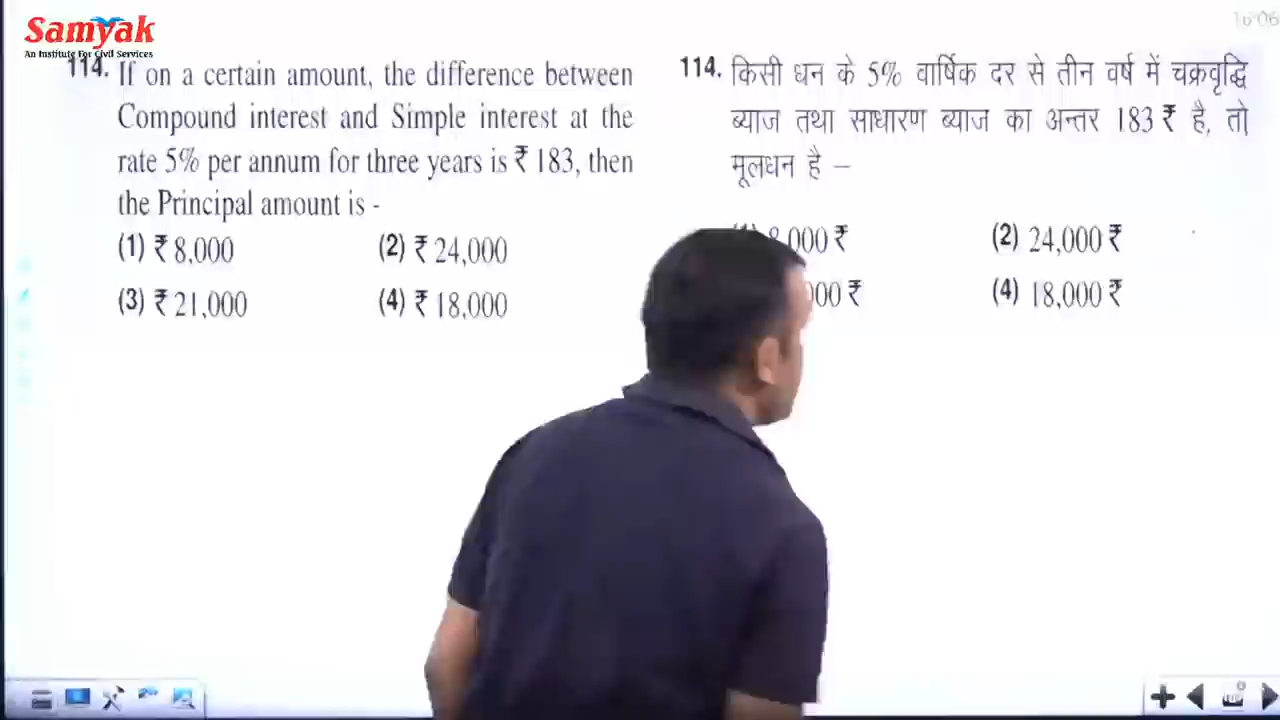 Samyak
An Institute For Civil Services
16:06
114. If on a certain amount, the difference between
Compound interest and Simple interest at the
rate 5% per annum for three years is ₹ 183, then
the Principal amount is -
(1) ₹ 8,000 (2) ₹ 24,000
(3) ₹ 21,000 (4) ₹ 18,000
114. किसी धन के 5% वार्षिक दर से तीन वर्ष में चक्रवृद्धि
ब्याज तथा साधारण ब्याज का अन्तर 183 ₹ है, तो
मूलधन है –
8,000 ₹ (2) 24,000 ₹
000 ₹ (4) 18,000 ₹